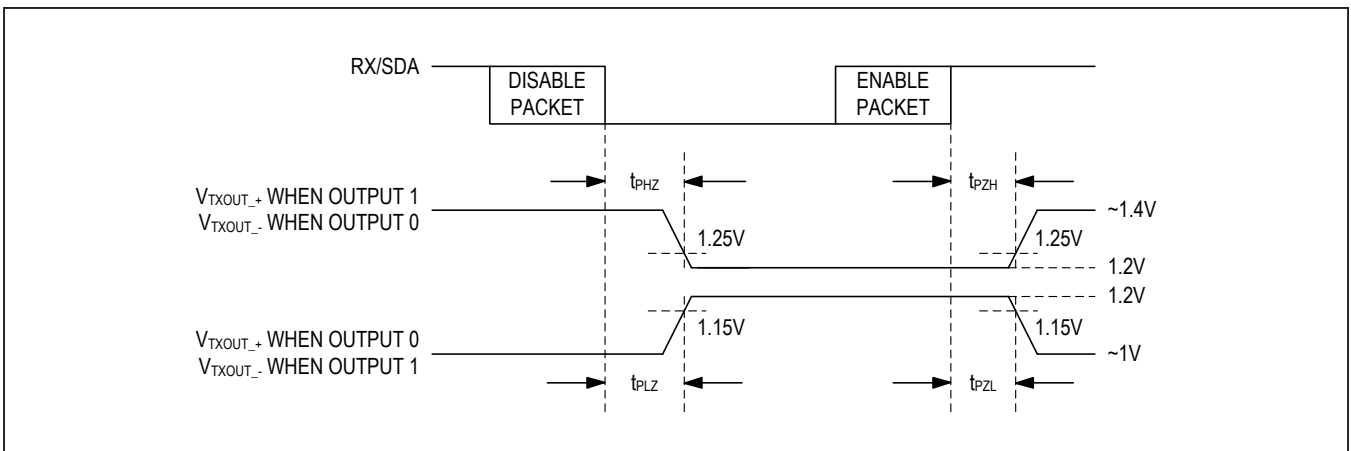 RX/SDA
DISABLE
PACKET
ENABLE
PACKET
tPHZ
tPZH
VTXOUT_+ WHEN OUTPUT 1
VTXOUT_- WHEN OUTPUT 0
~1.4V
1.25V
1.25V
1.2V
1.2V
1.15V
1.15V
VTXOUT_+ WHEN OUTPUT 0
VTXOUT_- WHEN OUTPUT 1
~1V
tPLZ
tPZL